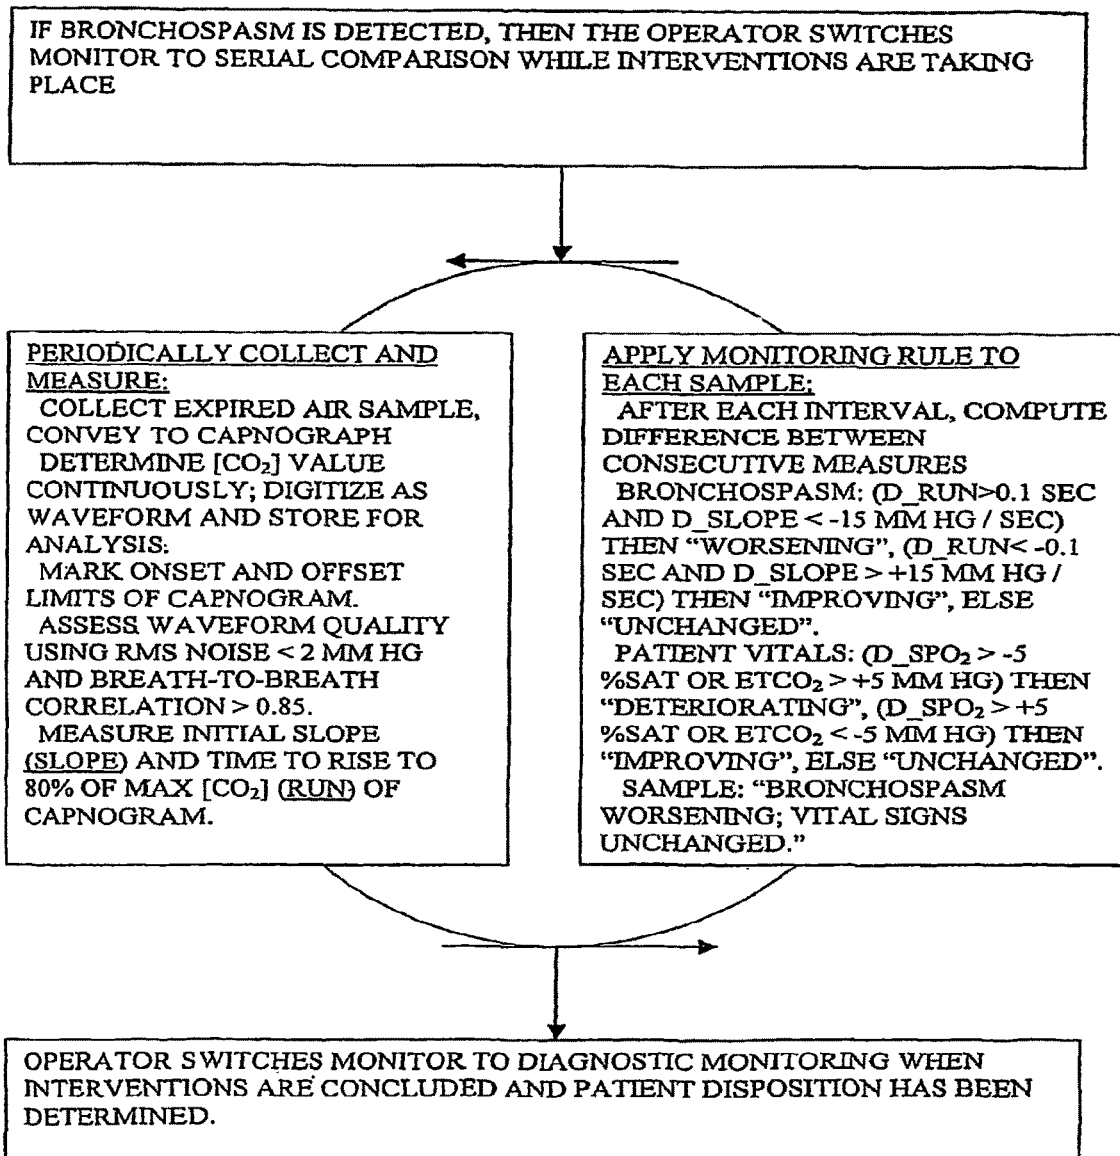 IF BRONCHOSPASM IS DETECTED, THEN THE OPERATOR SWITCHES
MONITOR TO SERIAL COMPARISON WHILE INTERVENTIONS ARE TAKING
PLACE
PERIODICALLY COLLECT AND
MEASURE:
COLLECT EXPIRED AIR SAMPLE,
CONVEY TO CAPNOGRAPH
DETERMINE [CO₂] VALUE
CONTINUOUSLY; DIGITIZE AS
WAVEFORM AND STORE FOR
ANALYSIS.
MARK ONSET AND OFFSET
LIMITS OF CAPNOGRAM.
ASSESS WAVEFORM QUALITY
USING RMS NOISE < 2 MM HG
AND BREATH-TO-BREATH
CORRELATION > 0.85.
MEASURE INITIAL SLOPE
(SLOPE) AND TIME TO RISE TO
80% OF MAX [CO₂] (RUN) OF
CAPNOGRAM.
APPLY MONITORING RULE TO
EACH SAMPLE:
AFTER EACH INTERVAL, COMPUTE
DIFFERENCE BETWEEN
CONSECUTIVE MEASURES
BRONCHOSPASM: (D_RUN>0.1 SEC
AND D_SLOPE < -15 MM HG / SEC)
THEN “WORSENING”, (D_RUN< -0.1
SEC AND D_SLOPE > +15 MM HG /
SEC) THEN “IMPROVING”, ELSE
“UNCHANGED”.
PATIENT VITALS: (D_SPO₂ > -5
%SAT OR ETCO₂ > +5 MM HG) THEN
“DETERIORATING”, (D_SPO₂ > +5
%SAT OR ETCO₂ < -5 MM HG) THEN
“IMPROVING”, ELSE “UNCHANGED”.
SAMPLE: “BRONCHOSPASM
WORSENING; VITAL SIGNS
UNCHANGED.”
OPERATOR SWITCHES MONITOR TO DIAGNOSTIC MONITORING WHEN
INTERVENTIONS ARE CONCLUDED AND PATIENT DISPOSITION HAS BEEN
DETERMINED.